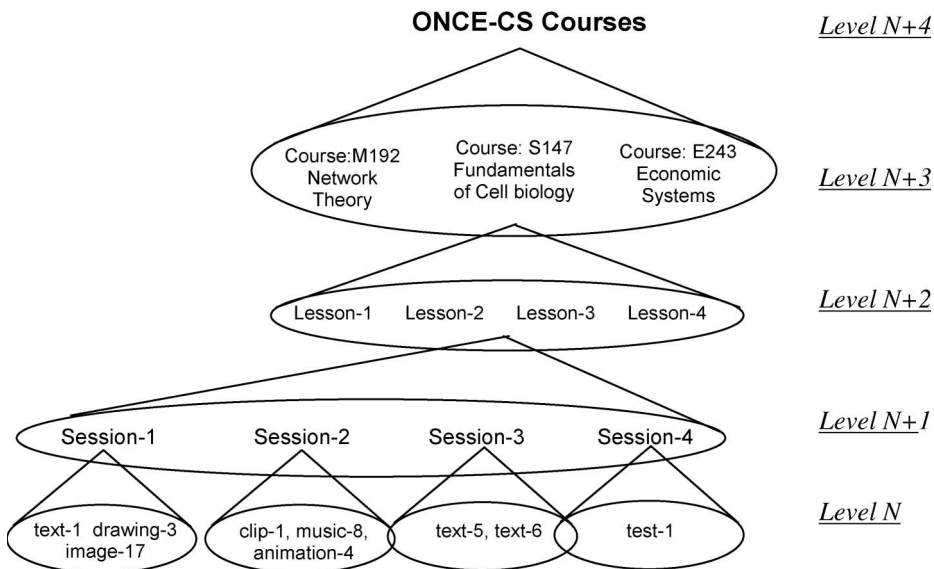 ONCE-CS Courses
Level N+4
Course:M192
Network
Theory
Course: S147
Fundamentals
of Cell biology
Course: E243
Economic
Systems
Level N+3
Lesson-1
Lesson-2
Lesson-3
Lesson-4
Level N+2
Session-1
Session-2
Session-3
Session-4
Level N+1
text-1 drawing-3
image-17
clip-1, music-8,
animation-4
text-5, text-6
test-1
Level N